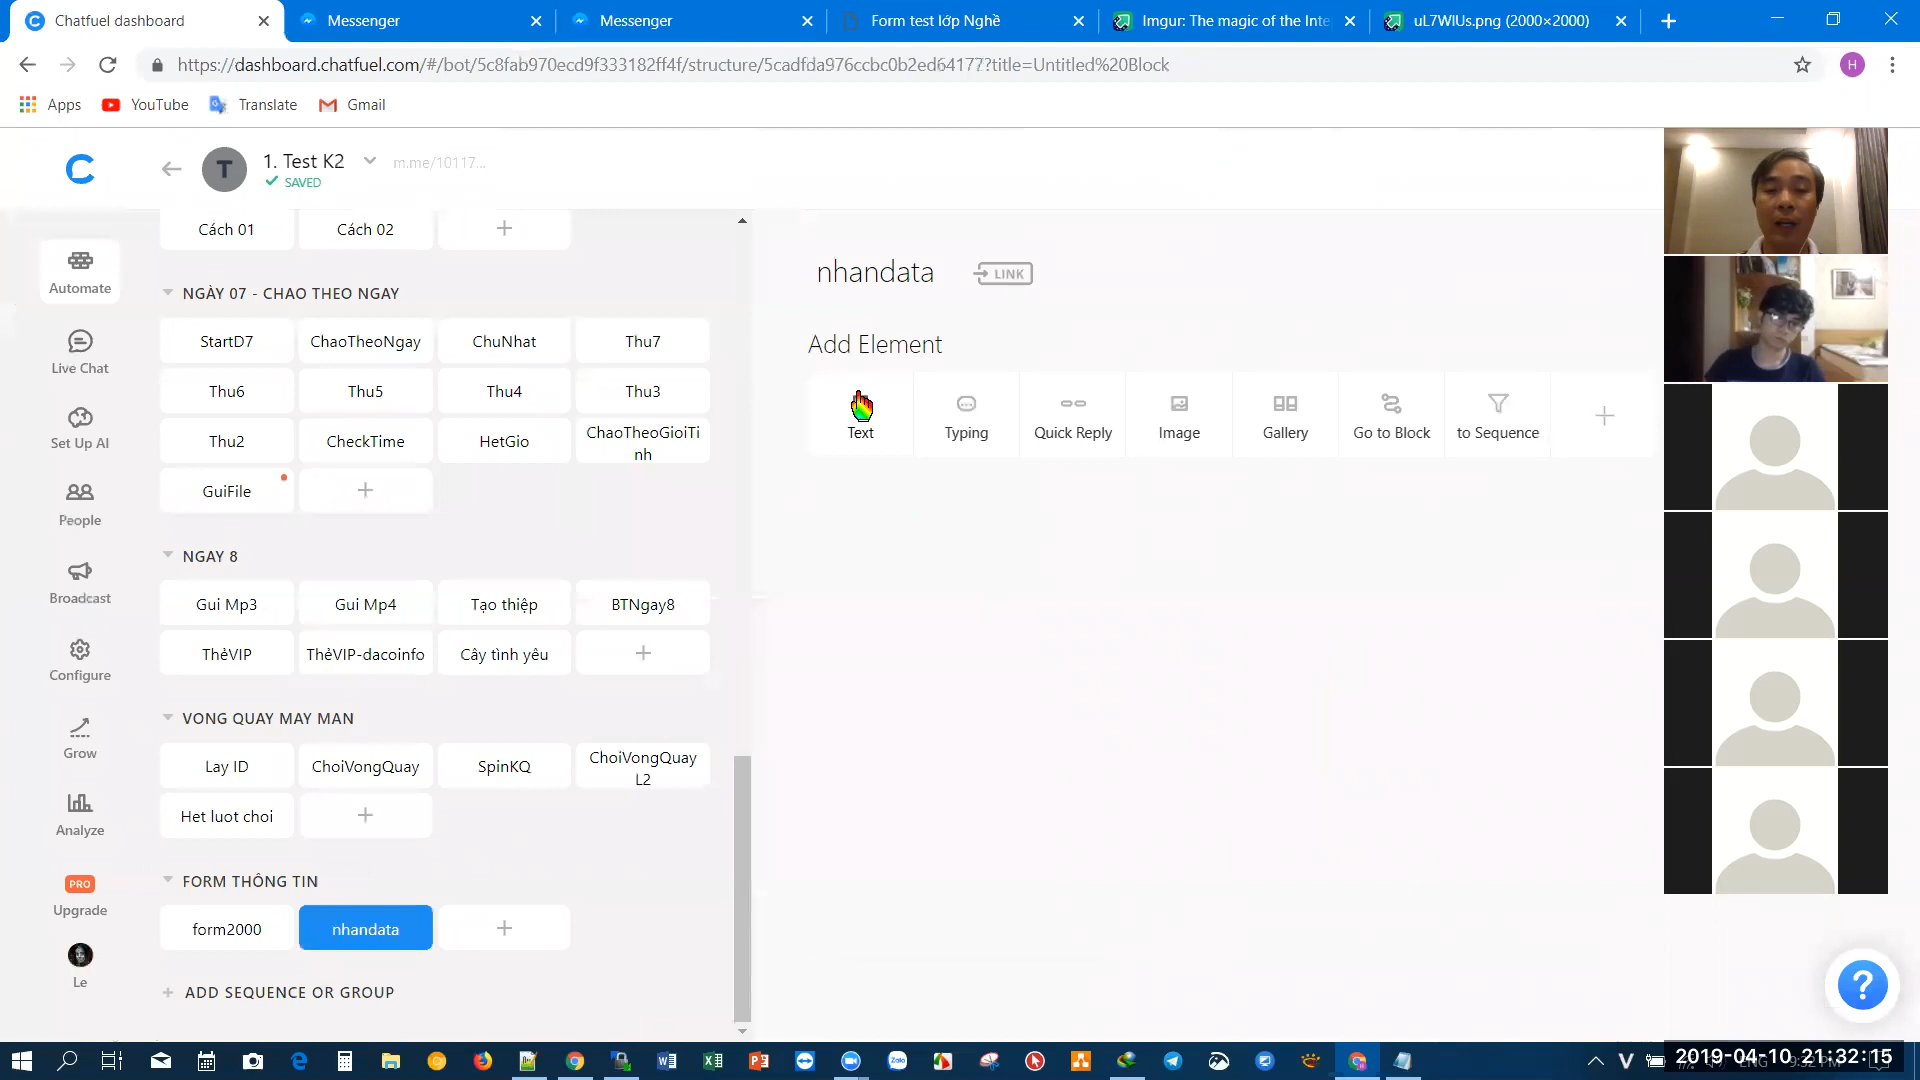 Chatfuel dashboard
Messenger
Messenger
Form test lớp Nghề
Imgur: The magic of the Inte
uL7WlUs.png (2000×2000)
https://dashboard.chatfuel.com/#/bot/5c8fab970ecd9f333182ff4f/structure/5cadfda976ccbc0b2ed64177?title=Untitled%20Block
H
Apps
YouTube
Translate
Gmail
T
1. Test K2
m.me/10117...
SAVED
Automate
Live Chat
Set Up AI
People
Broadcast
Configure
Grow
Analyze
PRO
Upgrade
Le
Cách 01
Cách 02
NGÀY 07 - CHAO THEO NGAY
StartD7
ChaoTheoNgay
ChuNhat
Thu7
Thu6
Thu5
Thu4
Thu3
Thu2
CheckTime
HetGio
ChaoTheoGioiTi
nh
GuiFile
NGAY 8
Gui Mp3
Gui Mp4
Tạo thiệp
BTNgay8
ThẻVIP
ThẻVIP-dacoinfo
Cây tình yêu
VONG QUAY MAY MAN
Lay ID
ChoiVongQuay
SpinKQ
ChoiVongQuay
L2
Het luot choi
FORM THÔNG TIN
form2000
nhandata
ADD SEQUENCE OR GROUP
nhandata
LINK
Add Element
Text
Typing
Quick Reply
Image
Gallery
Go to Block
to Sequence
?
2019-04-10 21:32:15